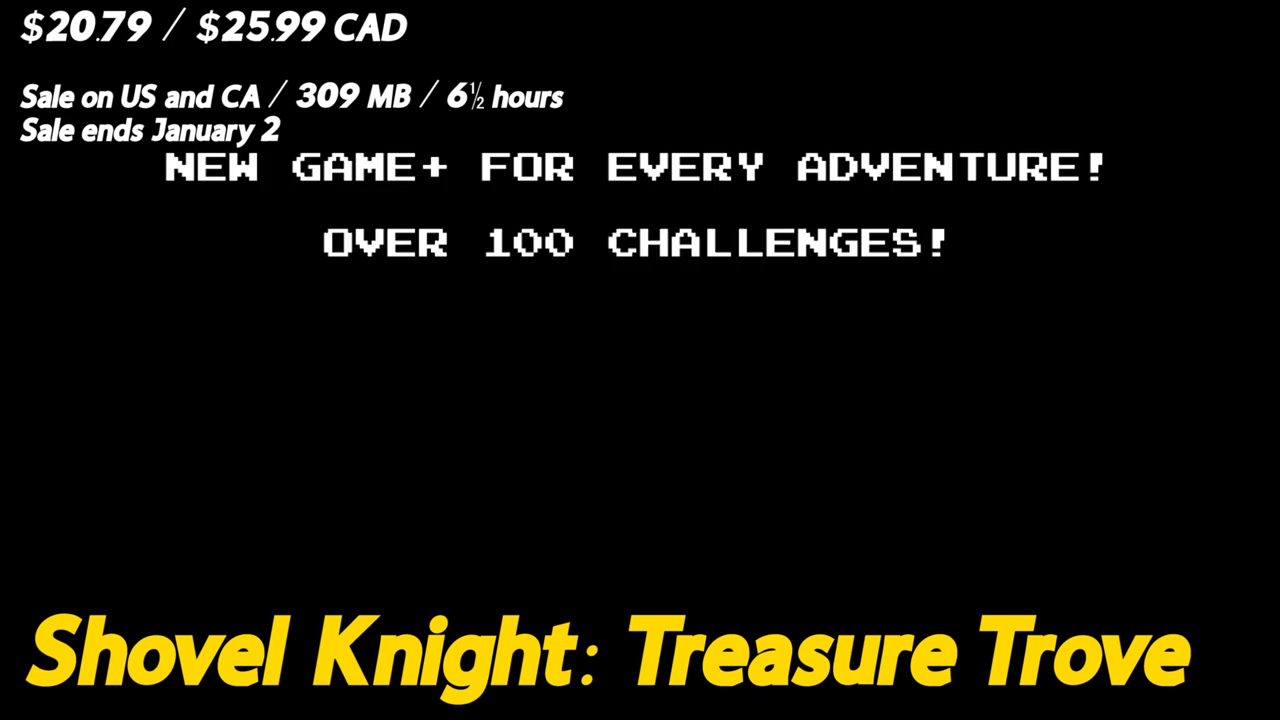 $20.79 / $25.99 CAD
Sale on US and CA / 309 MB / 6½ hours
Sale ends January 2
NEW GAME+ FOR EVERY ADVENTURE!
OVER 100 CHALLENGES!
Shovel Knight: Treasure Trove